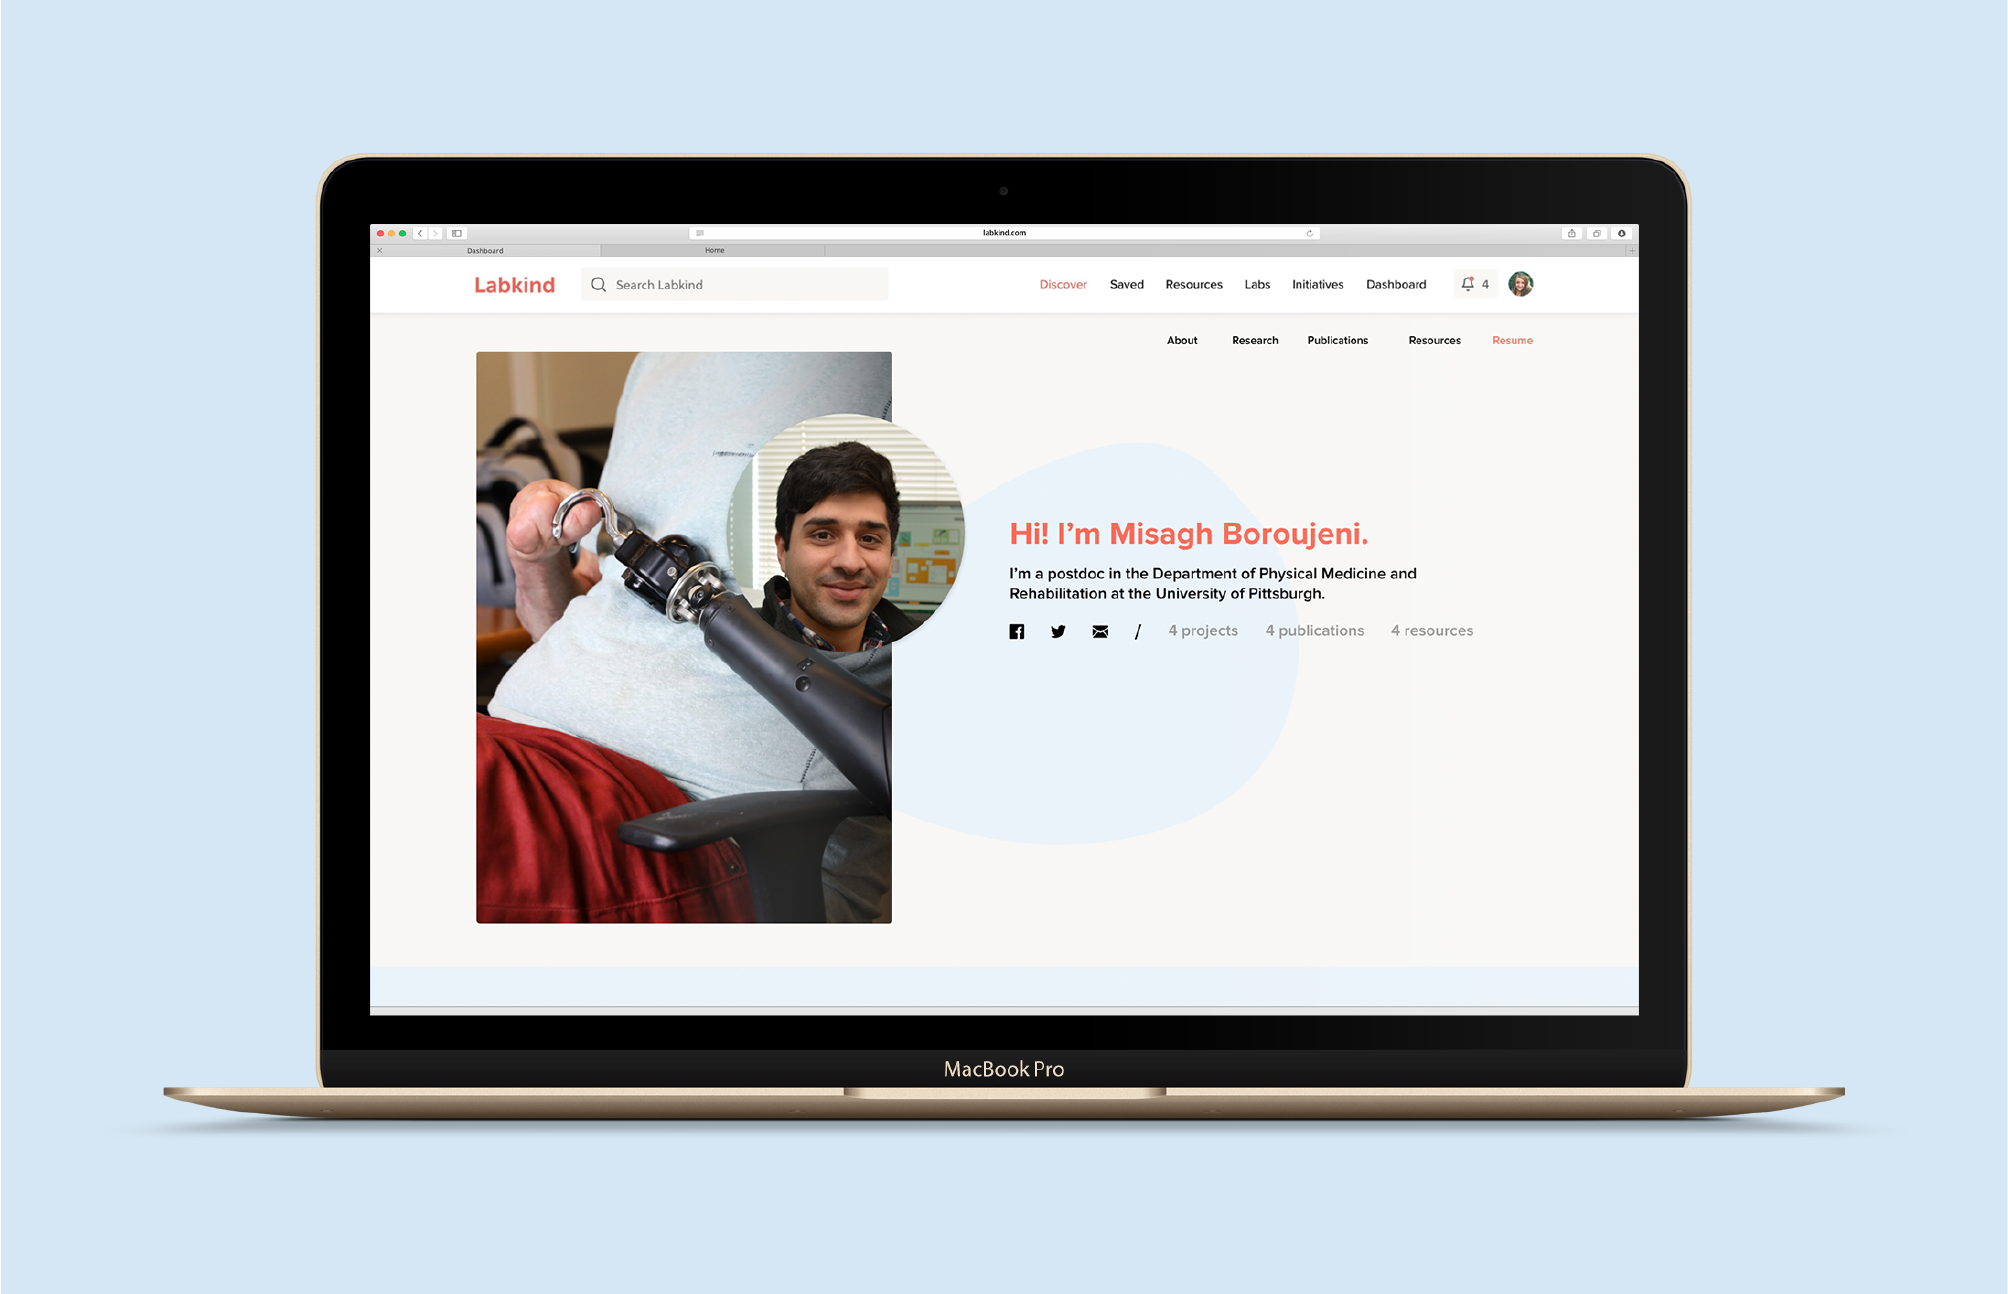 labkind.com
Dashboard
Home
Labkind
Search Labkind
Discover
Saved
Resources
Labs
Initiatives
Dashboard
4
About
Research
Publications
Resources
Resume
Hi! I’m Misagh Boroujeni.
I’m a postdoc in the Department of Physical Medicine and
Rehabilitation at the University of Pittsburgh.
/ 4 projects 4 publications 4 resources
MacBook Pro